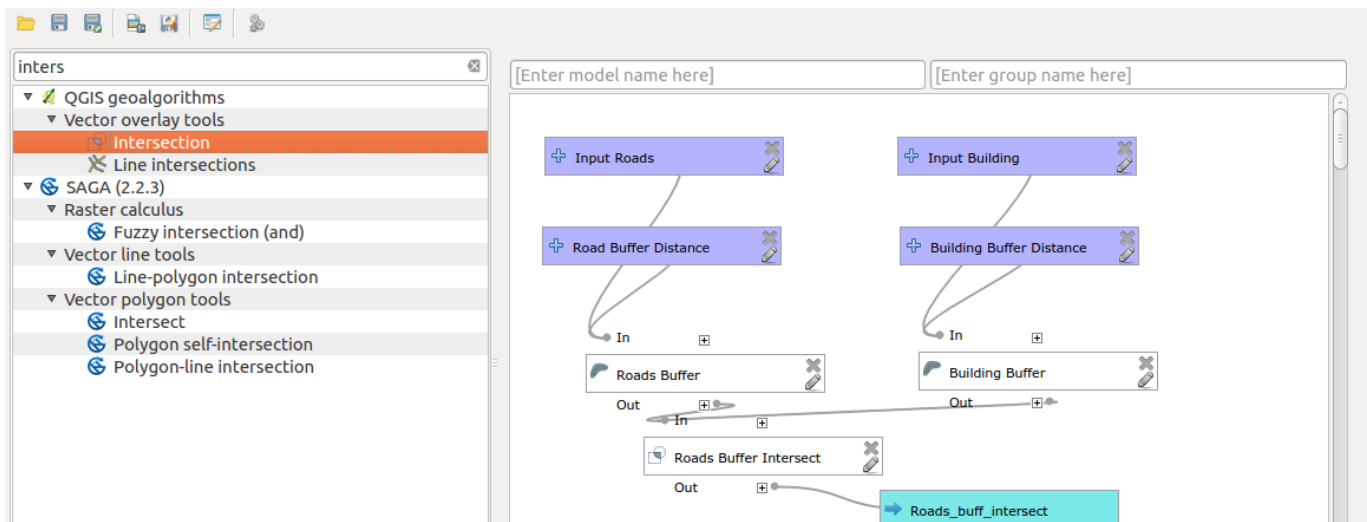 inters
QGIS geoalgorithms
Vector overlay tools
Intersection
Line intersections
SAGA (2.2.3)
Raster calculus
Fuzzy intersection (and)
Vector line tools
Line-polygon intersection
Vector polygon tools
Intersect
Polygon self-intersection
Polygon-line intersection
[Enter model name here]
[Enter group name here]
Input Roads
Input Building
Road Buffer Distance
Building Buffer Distance
In
In
Roads Buffer
Building Buffer
Out
Out
In
Roads Buffer Intersect
Out
Roads_buff_intersect